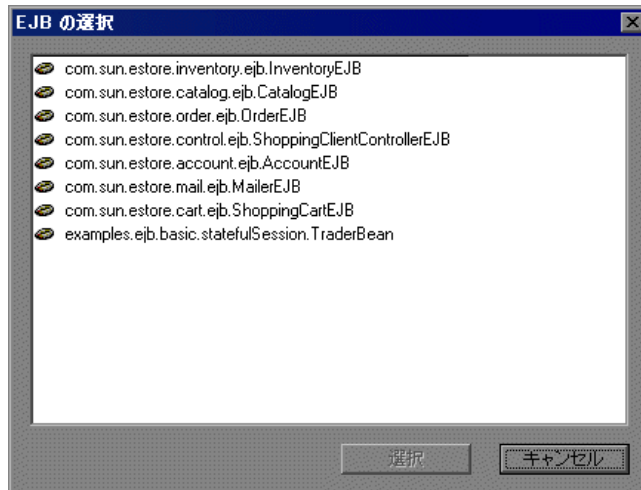 EJB の選択
com.sun.estore.inventory.ejb.InventoryEJB
com.sun.estore.catalog.ejb.CatalogEJB
com.sun.estore.order.ejb.OrderEJB
com.sun.estore.control.ejb.ShoppingClientControllerEJB
com.sun.estore.account.ejb.AccountEJB
com.sun.estore.mail.ejb.MailerEJB
com.sun.estore.cart.ejb.ShoppingCartEJB
examples.ejb.basic.statefulSession.TraderBean
選択 キャンセル